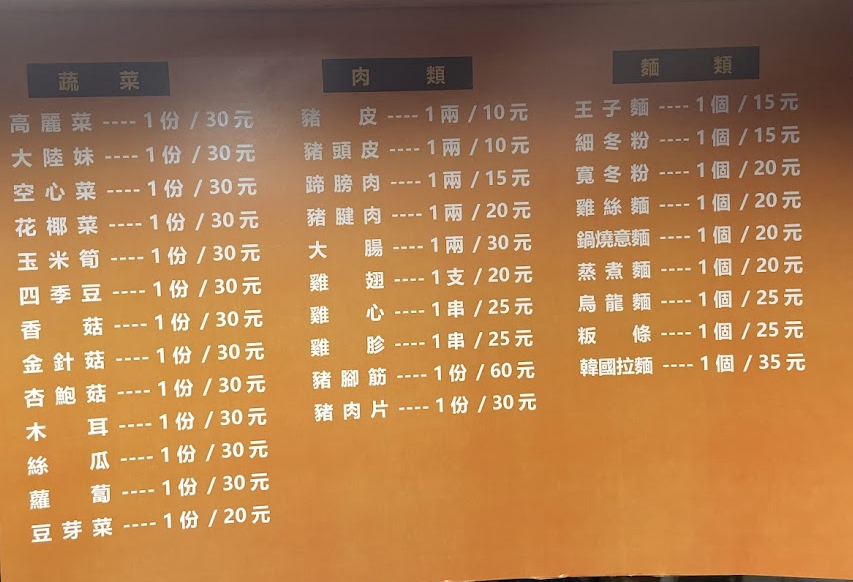 蔬菜
高麗菜 ---- 1份 / 30元
大陸妹 ---- 1份 / 30元
空心菜 ---- 1份 / 30元
花椰菜 ---- 1份 / 30元
玉米筍 ---- 1份 / 30元
四季豆 ---- 1份 / 30元
香菇 ---- 1份 / 30元
金針菇 ---- 1份 / 30元
杏鮑菇 ---- 1份 / 30元
木耳 ---- 1份 / 30元
絲瓜 ---- 1份 / 30元
蘿蔔 ---- 1份 / 30元
豆芽菜 ---- 1份 / 20元
肉類
豬皮 ---- 1兩 / 10元
豬頭皮 ---- 1兩 / 10元
蹄膀肉 ---- 1兩 / 15元
豬腱肉 ---- 1兩 / 20元
大腸 ---- 1兩 / 30元
雞翅 ---- 1支 / 20元
雞心 ---- 1串 / 25元
雞胗 ---- 1串 / 25元
豬腳筋 ---- 1份 / 60元
豬肉片 ---- 1份 / 30元
麵類
王子麵 ---- 1個 / 15元
細冬粉 ---- 1個 / 15元
寬冬粉 ---- 1個 / 20元
雞絲麵 ---- 1個 / 20元
鍋燒意麵 ---- 1個 / 20元
蒸煮麵 ---- 1個 / 20元
烏龍麵 ---- 1個 / 25元
粄條 ---- 1個 / 25元
韓國拉麵 ---- 1個 / 35元